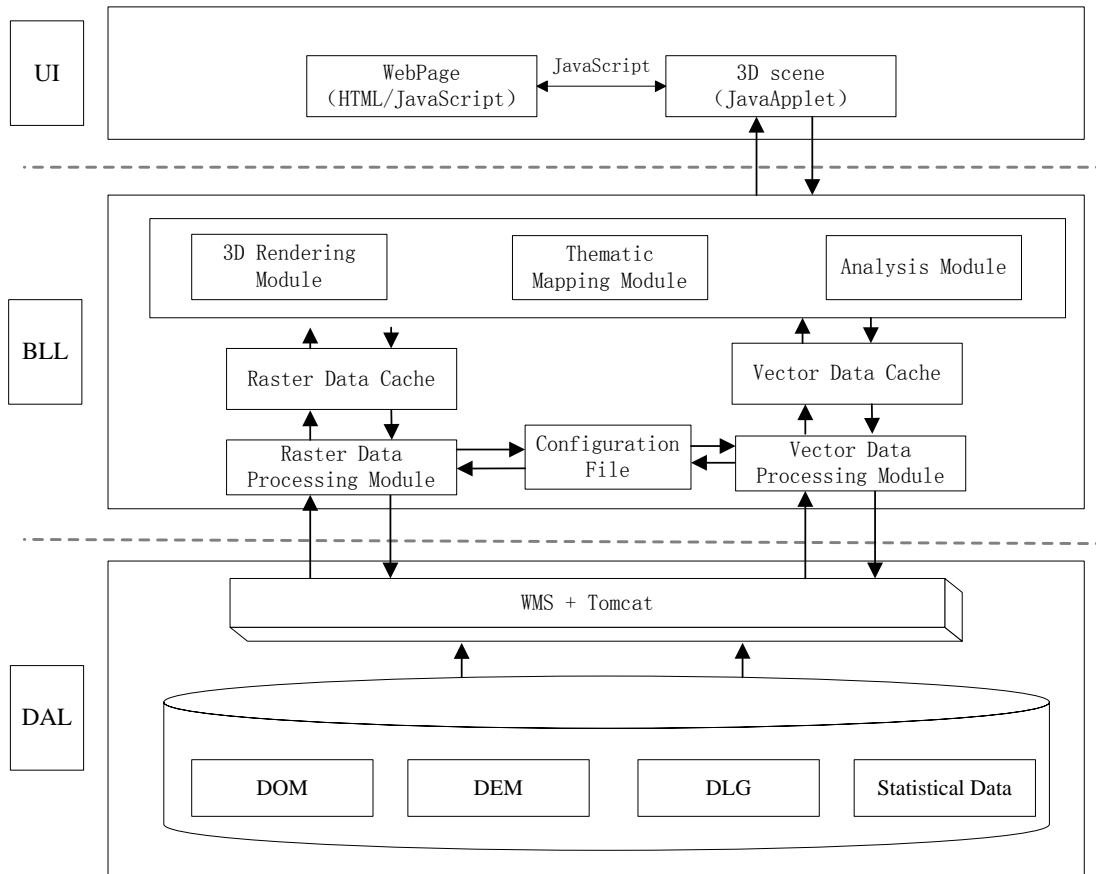 UI
WebPage
（HTML/JavaScript）
JavaScript
3D scene
（JavaApplet）
BLL
3D Rendering
Module
Thematic
Mapping Module
Analysis Module
Raster Data Cache
Vector Data Cache
Raster Data
Processing Module
Configuration
File
Vector Data
Processing Module
DAL
WMS + Tomcat
DOM
DEM
DLG
Statistical Data